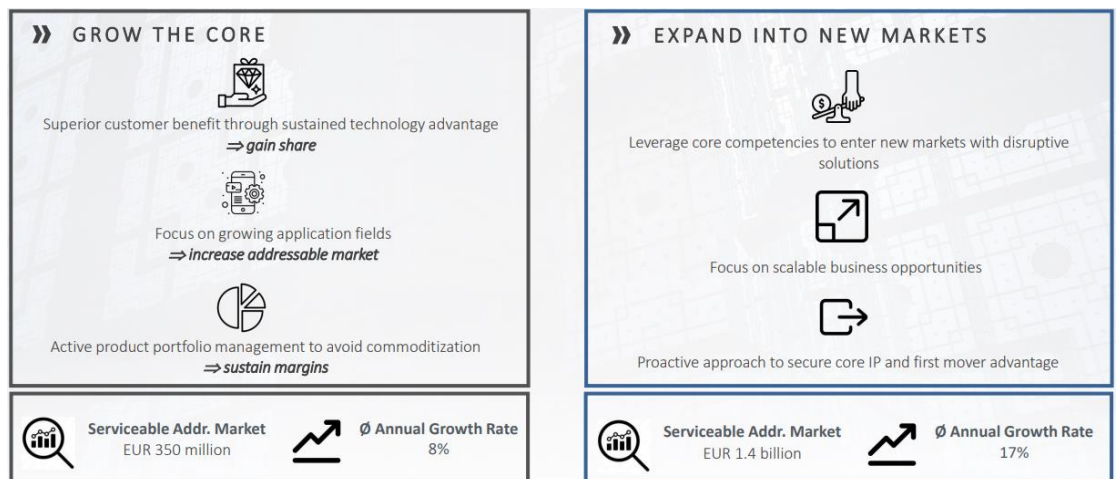 » GROW THE CORE
Superior customer benefit through sustained technology advantage
⇒ gain share
Focus on growing application fields
⇒ increase addressable market
Active product portfolio management to avoid commoditization
⇒ sustain margins
Serviceable Addr. Market
EUR 350 million
Ø Annual Growth Rate
8%
» EXPAND INTO NEW MARKETS
$
Leverage core competencies to enter new markets with disruptive
solutions
Focus on scalable business opportunities
Proactive approach to secure core IP and first mover advantage
Serviceable Addr. Market
EUR 1.4 billion
Ø Annual Growth Rate
17%